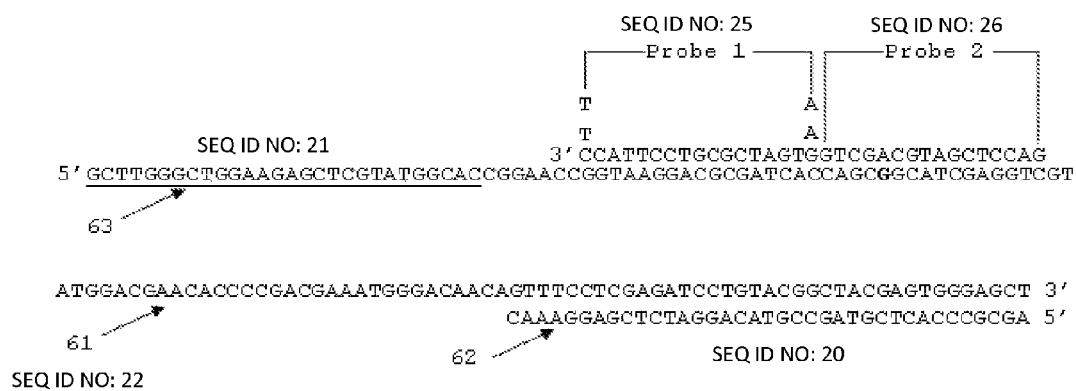 SEQ ID NO: 25 SEQ ID NO: 26
Probe 1 Probe 2
T A
T A
SEQ ID NO: 21
3' CCATTCCTGCGCTAGTGGTCGACGTAGCTCCAG
5' GCTTGGGCTGGAAGAGCTCGTATGGCACCGGAACCGGTAAGGACGCGATCACCAGCGGCATCGAGGTCGT
63
ATGGACGAACACCCCGACGAAATGGGACAACAGTTTCCTCGAGATCCTGTACGGCTACGAGTGGGAGCT 3'
CAAAGGAGCTCTAGGACATGCCGATGCTCACCCGCGA 5'
61 62 SEQ ID NO: 20
SEQ ID NO: 22